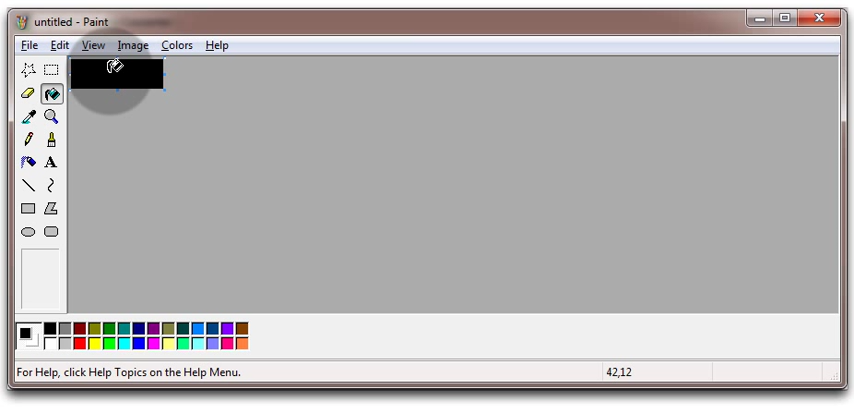 untitled - Paint
File Edit View Image Colors Help
A
For Help, click Help Topics on the Help Menu.
42,12